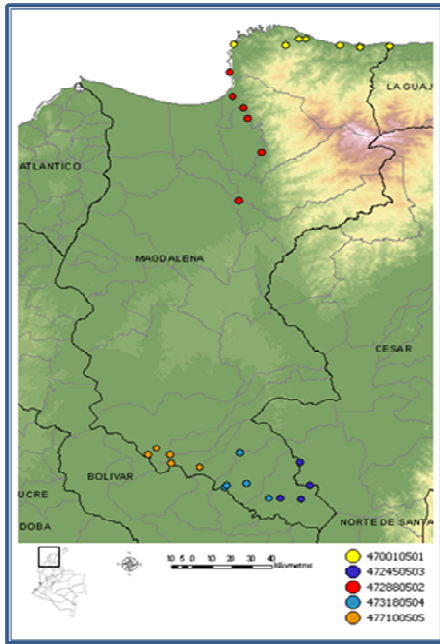 LA GUAJ
ATLANTICO
MAGDALENA
CESAR
BOLIVAR
UCRE
DOBA
NORTE DE SANTA
10 5 0 10 20 30 40
Kilometros
470010501
472450503
472880502
473180504
477100505